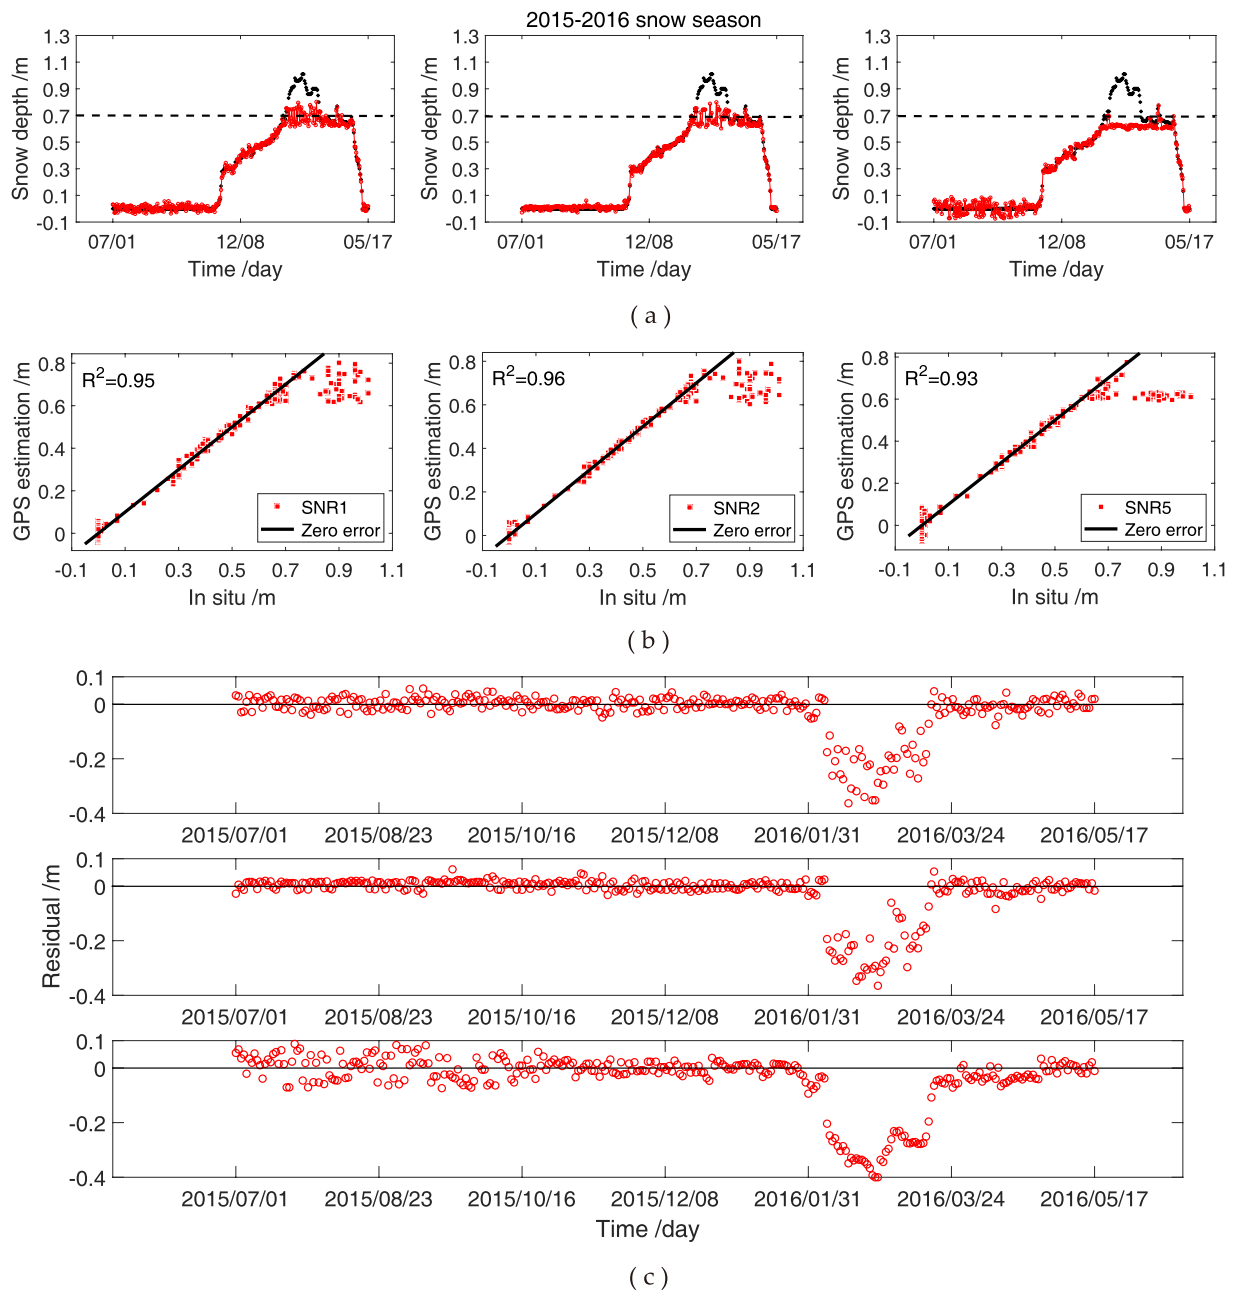 2015-2016 snow season
1.3
1.1
0.9
0.7
0.5
0.3
0.1
-0.1
Snow depth /m
07/01
12/08
05/17
Time /day
1.3
1.1
0.9
0.7
0.5
0.3
0.1
-0.1
Snow depth /m
07/01
12/08
05/17
Time /day
1.3
1.1
0.9
0.7
0.5
0.3
0.1
-0.1
Snow depth /m
07/01
12/08
05/17
Time /day
( a )
0.8
0.6
0.4
0.2
0
GPS estimation /m
R2=0.95
SNR1
Zero error
-0.1 0.1 0.3 0.5 0.7 0.9 1.1
In situ /m
0.8
0.6
0.4
0.2
0
GPS estimation /m
R2=0.96
SNR2
Zero error
-0.1 0.1 0.3 0.5 0.7 0.9 1.1
In situ /m
0.8
0.6
0.4
0.2
0
GPS estimation /m
R2=0.93
SNR5
Zero error
-0.1 0.1 0.3 0.5 0.7 0.9 1.1
In situ /m
( b )
0.1
0
-0.2
-0.4
2015/07/01 2015/08/23 2015/10/16 2015/12/08 2016/01/31 2016/03/24 2016/05/17
0.1
0
-0.2
-0.4
Residual /m
2015/07/01 2015/08/23 2015/10/16 2015/12/08 2016/01/31 2016/03/24 2016/05/17
0.1
0
-0.2
-0.4
2015/07/01 2015/08/23 2015/10/16 2015/12/08 2016/01/31 2016/03/24 2016/05/17
Time /day
( c )